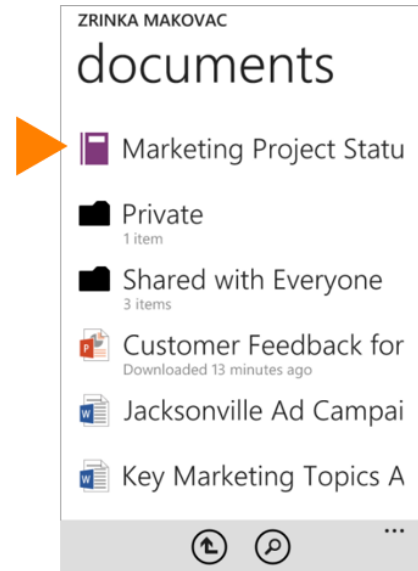 ZRINKA MAKOVAC
documents
Marketing Project Statu
Private
1 item
Shared with Everyone
3 items
Customer Feedback for
Downloaded 13 minutes ago
Jacksonville Ad Campai
Key Marketing Topics A
...